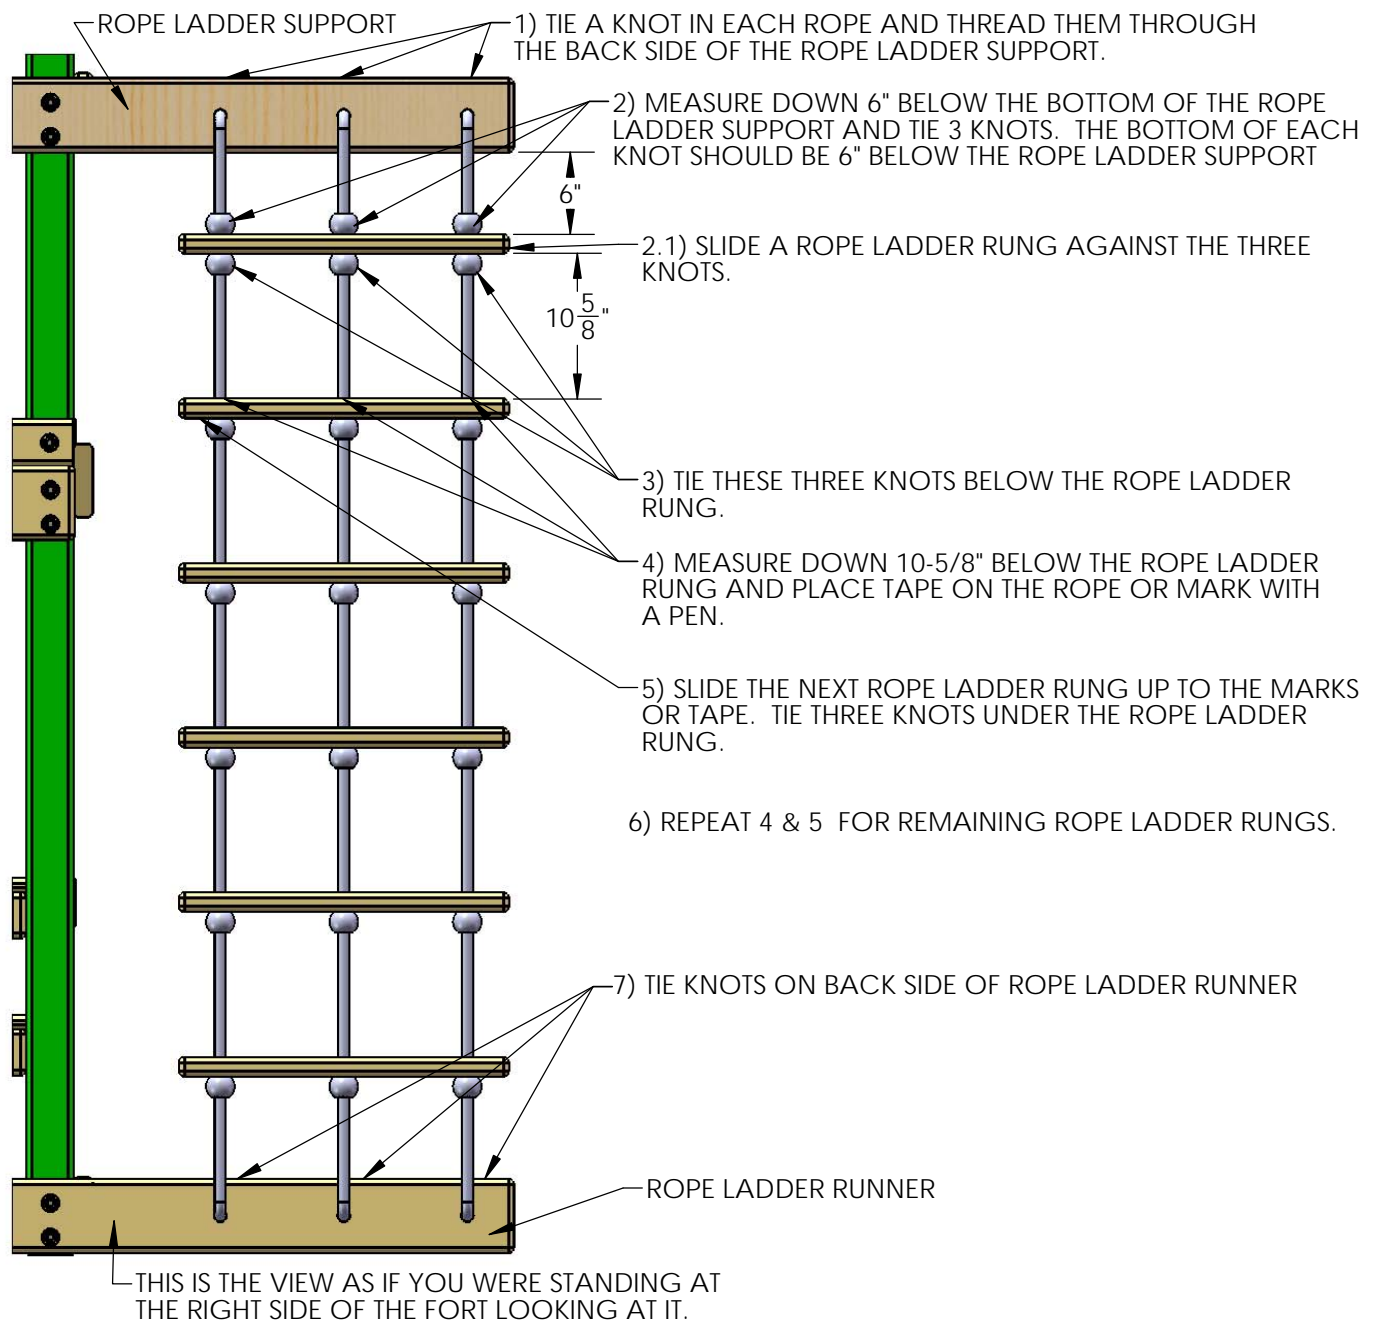 ROPE LADDER SUPPORT
1) TIE A KNOT IN EACH ROPE AND THREAD THEM THROUGH
THE BACK SIDE OF THE ROPE LADDER SUPPORT.
2) MEASURE DOWN 6" BELOW THE BOTTOM OF THE ROPE
LADDER SUPPORT AND TIE 3 KNOTS. THE BOTTOM OF EACH
KNOT SHOULD BE 6" BELOW THE ROPE LADDER SUPPORT
6"
2.1) SLIDE A ROPE LADDER RUNG AGAINST THE THREE
KNOTS.
10 5/8"
3) TIE THESE THREE KNOTS BELOW THE ROPE LADDER
RUNG.
4) MEASURE DOWN 10-5/8" BELOW THE ROPE LADDER
RUNG AND PLACE TAPE ON THE ROPE OR MARK WITH
A PEN.
5) SLIDE THE NEXT ROPE LADDER RUNG UP TO THE MARKS
OR TAPE. TIE THREE KNOTS UNDER THE ROPE LADDER
RUNG.
6) REPEAT 4 & 5 FOR REMAINING ROPE LADDER RUNGS.
7) TIE KNOTS ON BACK SIDE OF ROPE LADDER RUNNER
ROPE LADDER RUNNER
THIS IS THE VIEW AS IF YOU WERE STANDING AT
THE RIGHT SIDE OF THE FORT LOOKING AT IT.